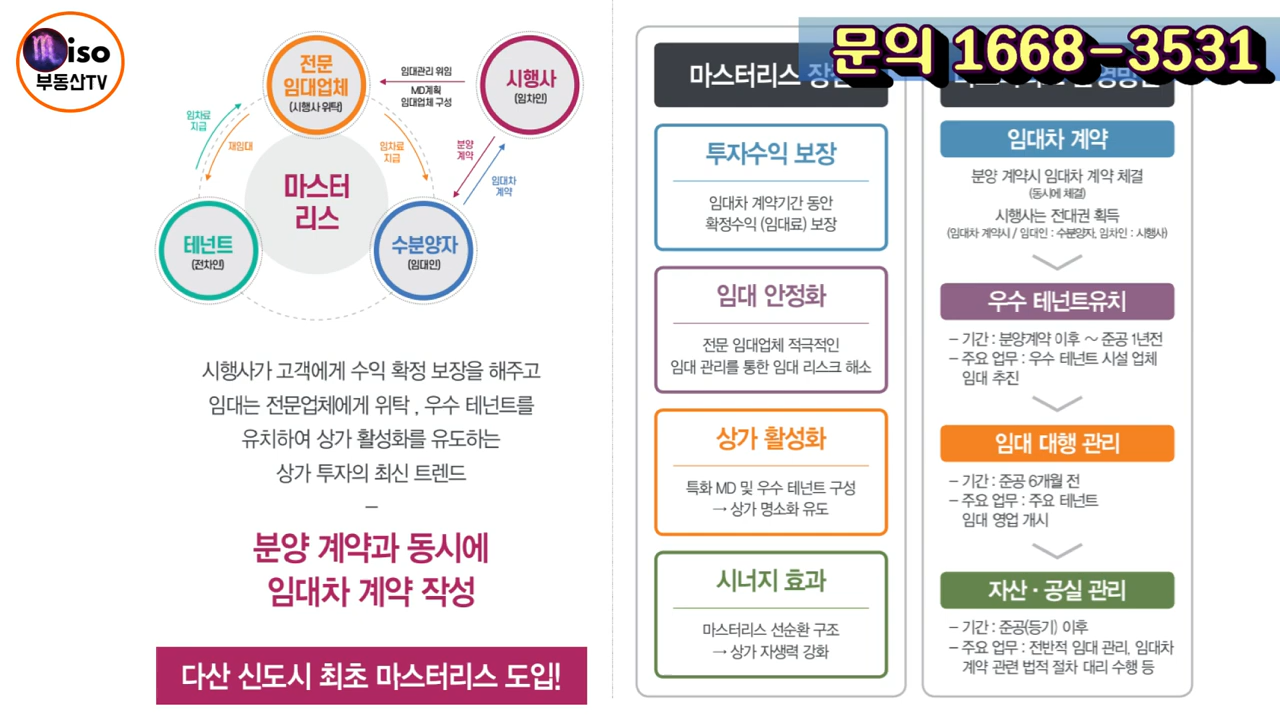 miso
부동산TV
전문
임대업체
(시행사 위탁)
임대관리 위임
MD계획
임대업체 구성
시행사
(임차인)
임차료
지급
재임대
임차료
지급
분양
계약
임대차
계약
마스터
리스
테넌트
(전차인)
수분양자
(임대인)
시행사가 고객에게 수익 확정 보장을 해주고
임대는 전문업체에게 위탁 , 우수 테넌트를
유치하여 상가 활성화를 유도하는
상가 투자의 최신 트렌드
–
분양 계약과 동시에
임대차 계약 작성
다산 신도시 최초 마스터리스 도입!
문의 1668-3531
마스터리스
투자수익 보장
임대차 계약기간 동안
확정수익 (임대료) 보장
임대 안정화
전문 임대업체 적극적인
임대 관리를 통한 임대 리스크 해소
상가 활성화
특화 MD 및 우수 테넌트 구성
→ 상가 명소화 유도
시너지 효과
마스터리스 선순환 구조
→ 상가 자생력 강화
임대차 계약
분양 계약시 임대차 계약 체결
(동시에 체결)
시행사는 전대권 획득
(임대차 계약시 / 임대인 : 수분양자, 임차인 : 시행사)
우수 테넌트유치
– 기간 : 분양계약 이후 ~ 준공 1년전
– 주요 업무 : 우수 테넌트 시설 업체
임대 추진
임대 대행 관리
– 기간 : 준공 6개월 전
– 주요 업무 : 주요 테넌트
임대 영업 개시
자산 · 공실 관리
– 기간 : 준공(등기) 이후
– 주요 업무 : 전반적 임대 관리, 임대차
계약 관련 법적 절차 대리 수행 등